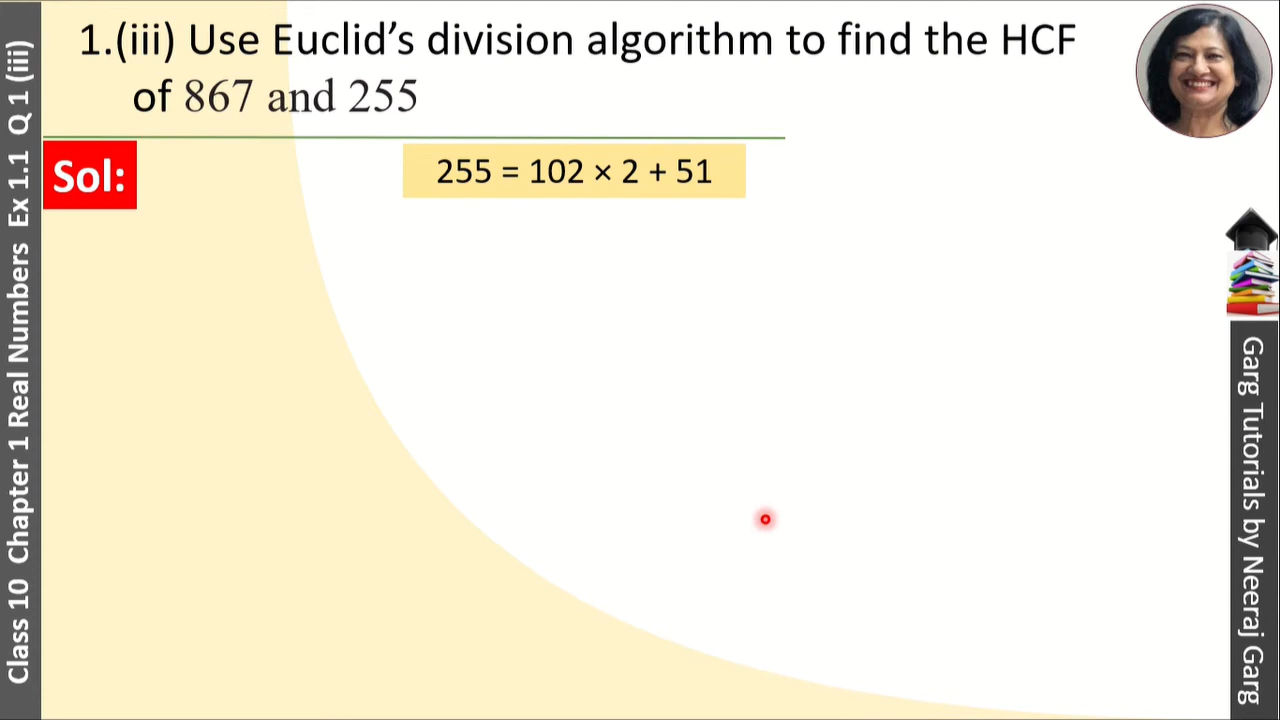 1.(iii) Use Euclid’s division algorithm to find the HCF
of 867 and 255
Sol:
255 = 102 × 2 + 51
Class 10 Chapter 1 Real Numbers Ex 1.1 Q 1 (iii)
Garg Tutorials by Neeraj Garg